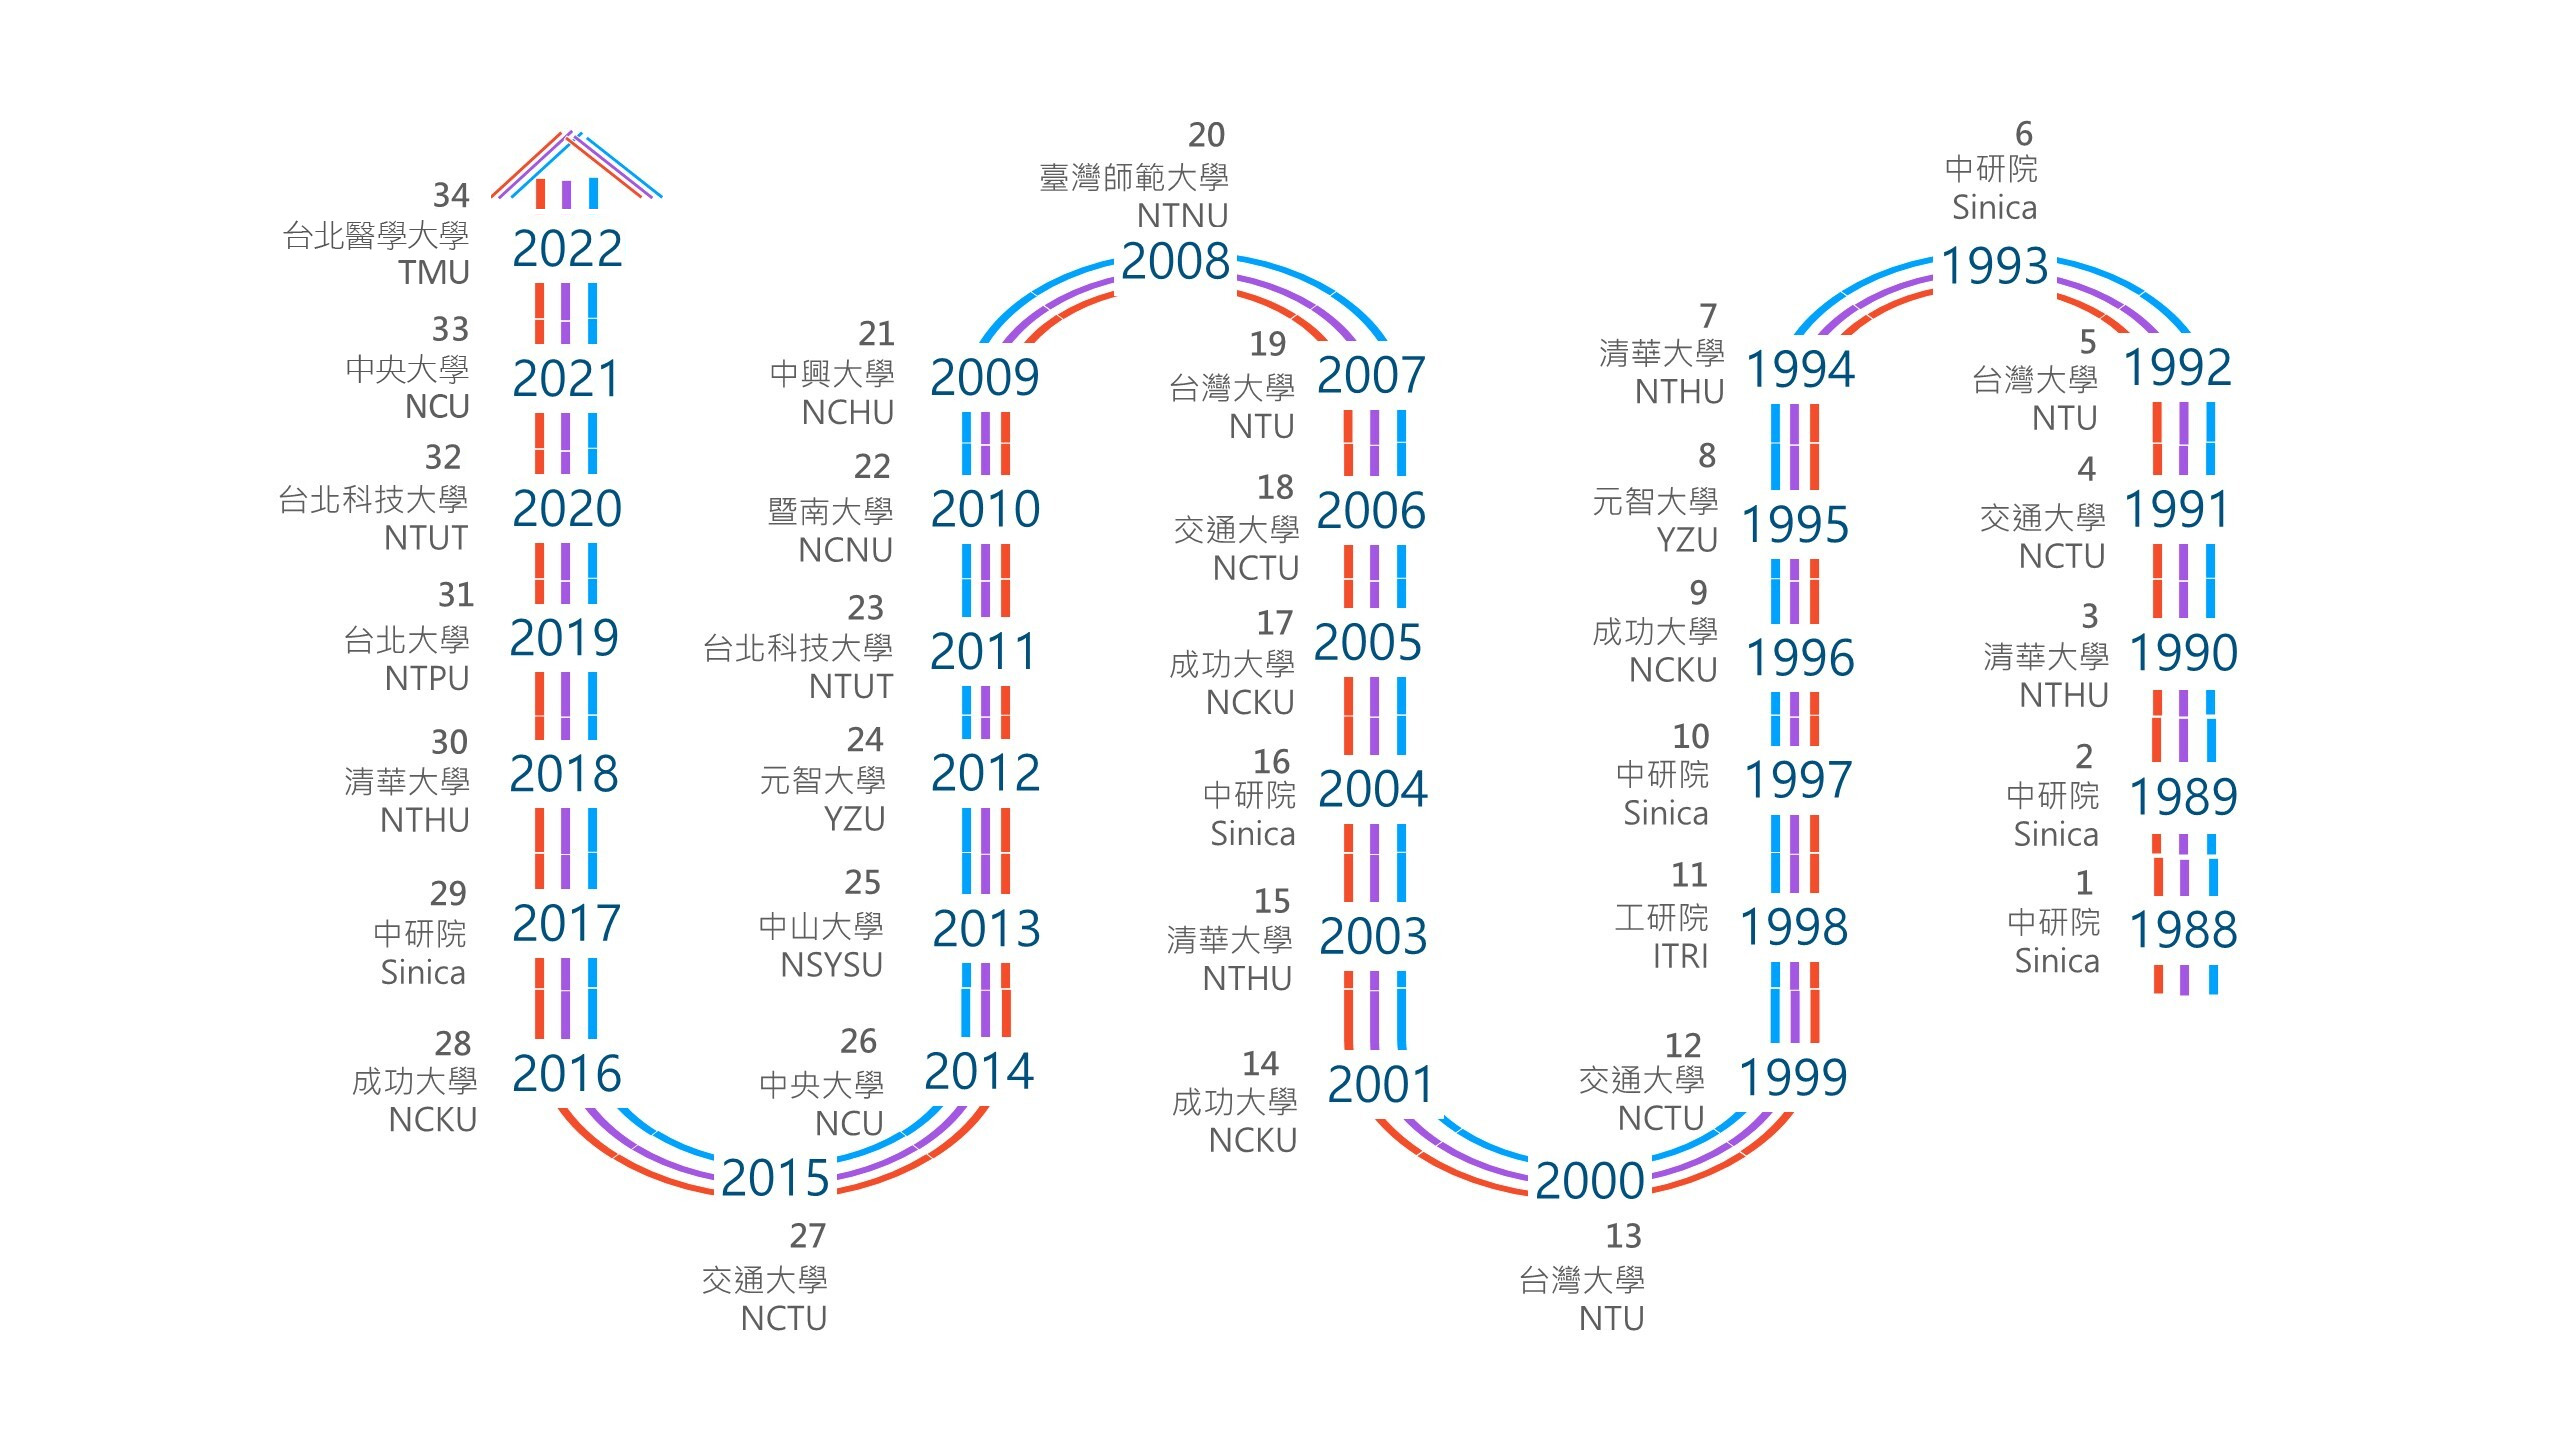 34
台北醫學大學
TMU
2022
33
中央大學
NCU
2021
32
台北科技大學
NTUT
2020
31
台北大學
NTPU
2019
30
清華大學
NTHU
2018
29
中研院
Sinica
2017
28
成功大學
NCKU
2016
27
交通大學
NCTU
2015
26
中央大學
NCU
2014
25
中山大學
NSYSU
2013
24
元智大學
YZU
2012
23
台北科技大學
NTUT
2011
22
暨南大學
NCNU
2010
21
中興大學
NCHU
2009
20
臺灣師範大學
NTNU
2008
19
台灣大學
NTU
2007
18
交通大學
NCTU
2006
17
成功大學
NCKU
2005
16
中研院
Sinica
2004
15
清華大學
NTHU
2003
14
成功大學
NCKU
2001
13
台灣大學
NTU
2000
12
交通大學
NCTU
1999
11
工研院
ITRI
1998
10
中研院
Sinica
1997
9
成功大學
NCKU
1996
8
元智大學
YZU
1995
7
清華大學
NTHU
1994
6
中研院
Sinica
1993
5
台灣大學
NTU
1992
4
交通大學
NCTU
1991
3
清華大學
NTHU
1990
2
中研院
Sinica
1989
1
中研院
Sinica
1988